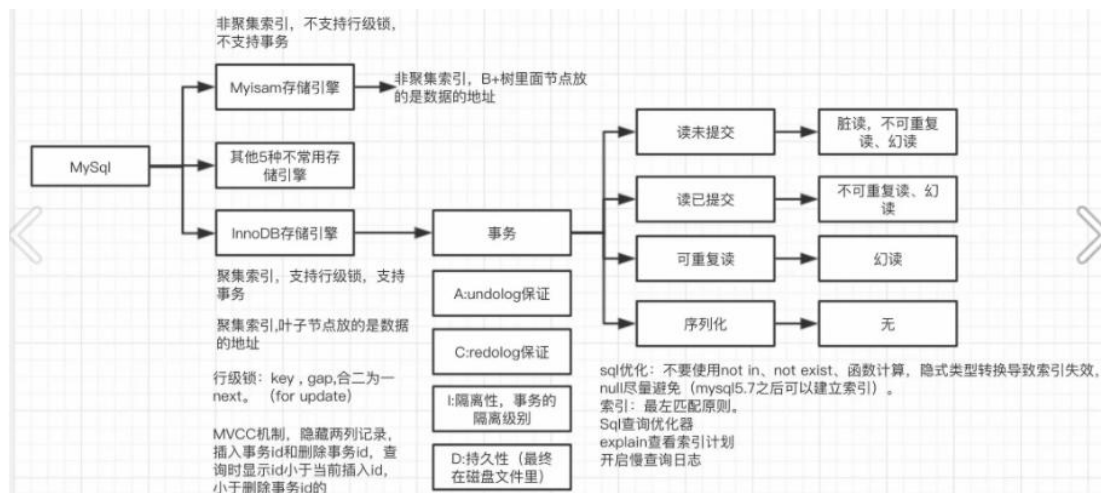 非聚集索引，不支持行级锁，
不支持事务
Myisam存储引擎
非聚集索引，B+树里面节点放
的是数据的地址
MySql
其他5种不常用存
储引擎
InnoDB存储引擎
事务
读未提交
脏读，不可重复
读、幻读
读已提交
不可重复读、幻
读
可重复读
幻读
序列化
无
聚集索引，支持行级锁，支持
事务
聚集索引,叶子节点放的是数据
的地址
行级锁：key , gap,合二为一
next。（for update）
MVCC机制，隐藏两列记录，
插入事务id和删除事务id，查
询时显示id小于当前插入id，
小于删除事务id的
A:undolog保证
C:redolog保证
I:隔离性，事务的
隔离级别
D:持久性（最终
在磁盘文件里）
sql优化：不要使用not in、not exist、函数计算，隐式类型转换导致索引失效，
null尽量避免（mysql5.7之后可以建立索引）。
索引：最左匹配原则。
Sql查询优化器
explain查看索引计划
开启慢查询日志